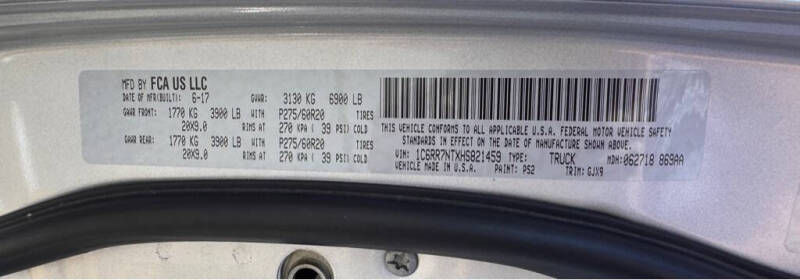 MFD BY FCA US LLC
DATE OF MFR(BUILT): 6-17 GVWR: 3130 KG 6900 LB
GAWR FRONT: 1770 KG 3900 LB WITH P275/60R20 TIRES
20X9.0 RIMS AT 270 KPA ( 39 PSI) COLD
GAWR REAR: 1770 KG 3900 LB WITH P275/60R20 TIRES
20X9.0 RIMS AT 270 KPA ( 39 PSI) COLD
THIS VEHICLE CONFORMS TO ALL APPLICABLE U.S.A. FEDERAL MOTOR VEHICLE SAFETY
STANDARDS IN EFFECT ON THE DATE OF MANUFACTURE SHOWN ABOVE.
VIN: 1C6RR7NTXHS821459 TYPE: TRUCK MDH: 062718 869AA
VEHICLE MADE IN U.S.A. PAINT: PS2 TRIM: GJX9